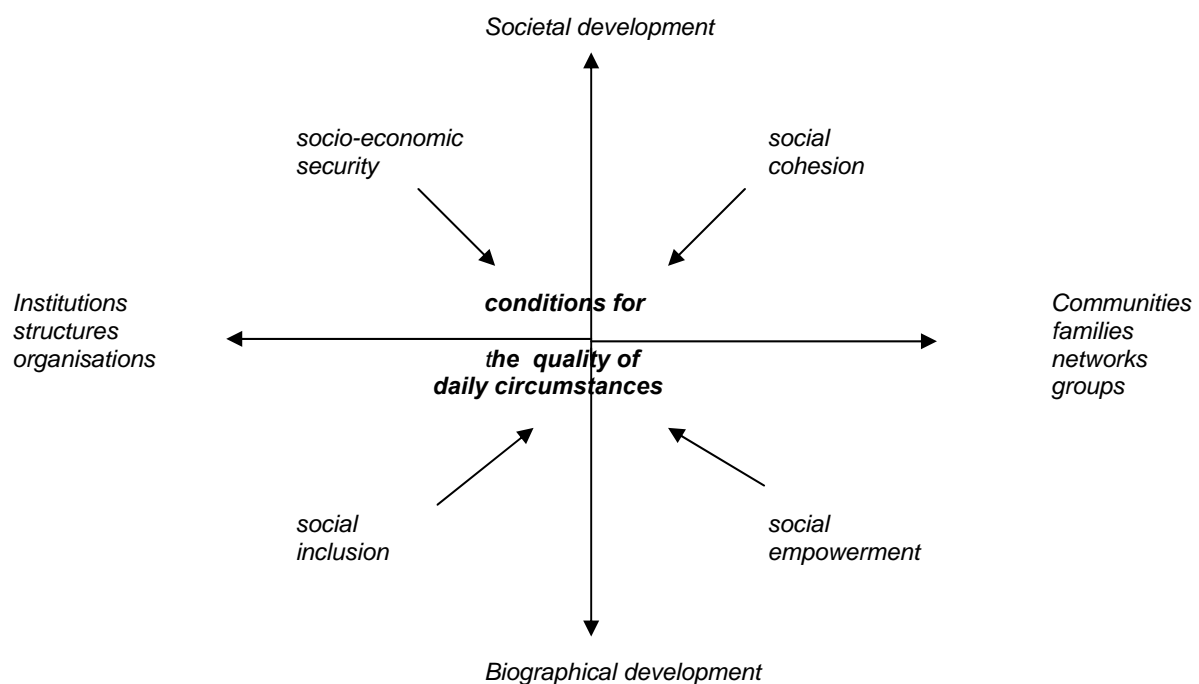 Societal development
socio-economic
security
social
cohesion
Institutions
structures
organisations
conditions for
the quality of
daily circumstances
Communities
families
networks
groups
social
inclusion
social
empowerment
Biographical development